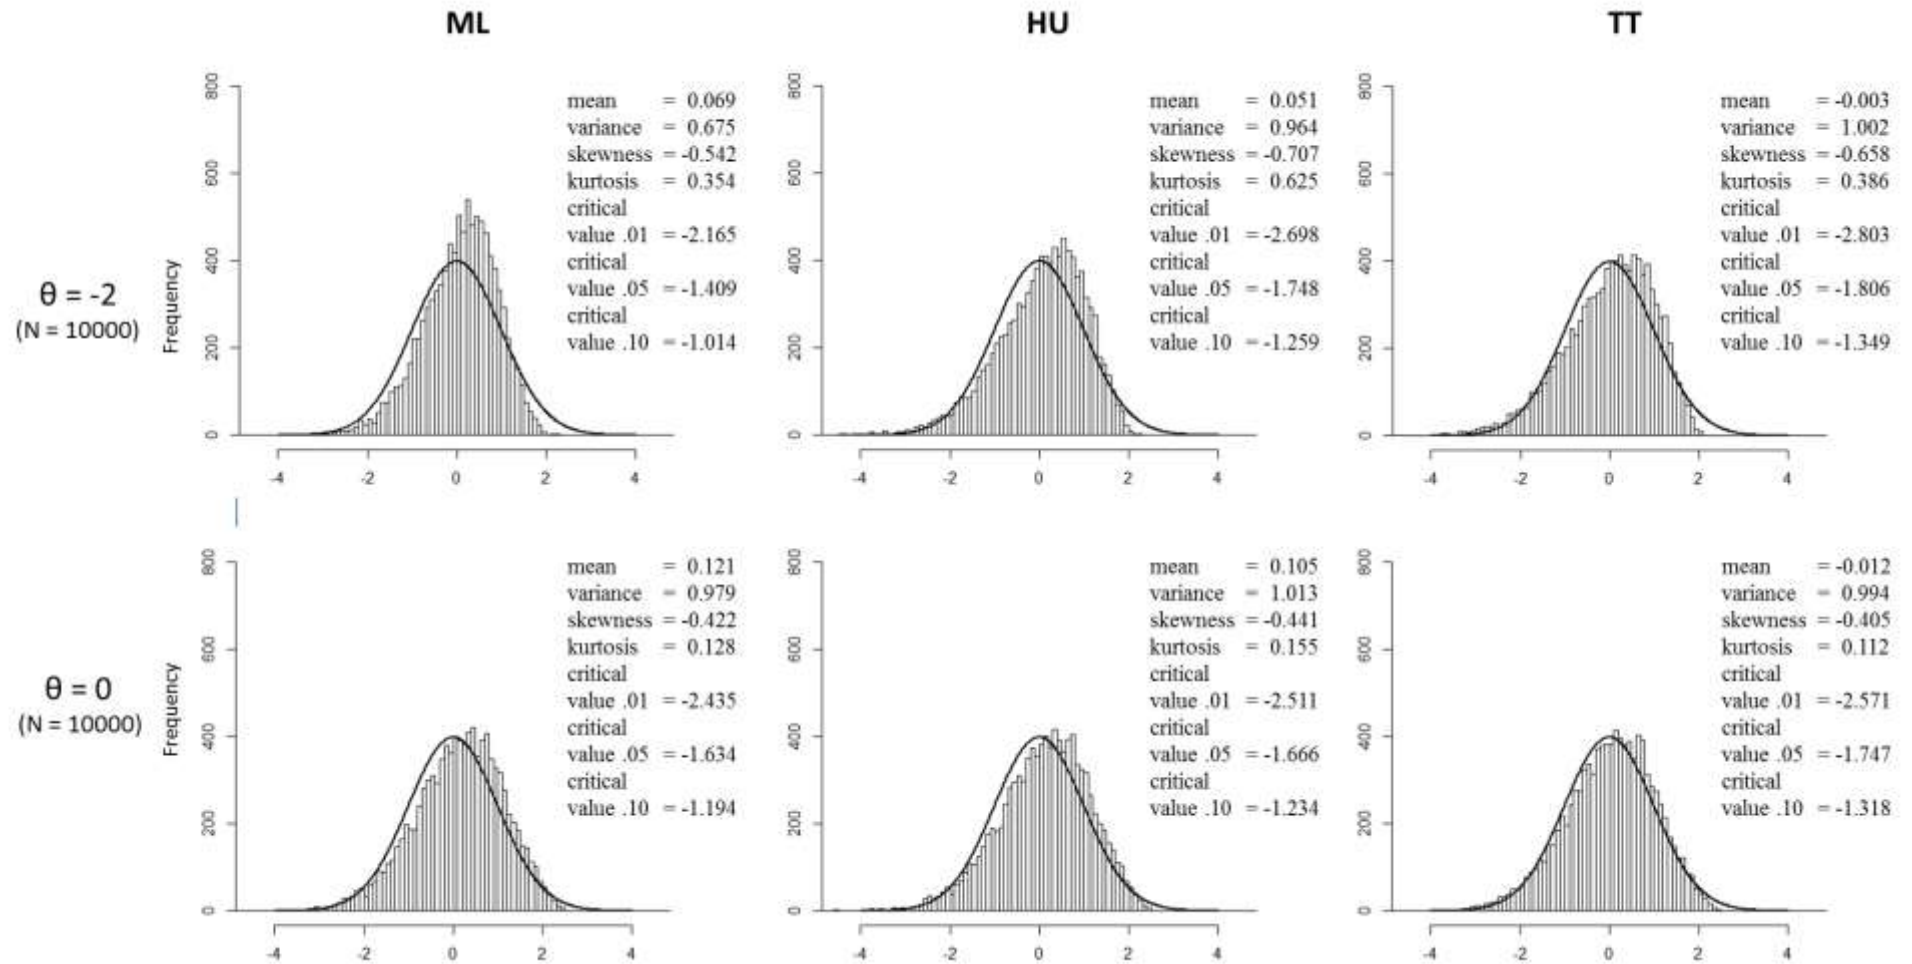 ML HU TT
θ = -2
(N = 10000)
Frequency
800
600
400
200
0
mean = 0.069
variance = 0.675
skewness = -0.542
kurtosis = 0.354
critical
value .01 = -2.165
critical
value .05 = -1.409
critical
value .10 = -1.014
-4 -2 0 2 4
800
600
400
200
0
mean = 0.051
variance = 0.964
skewness = -0.707
kurtosis = 0.625
critical
value .01 = -2.698
critical
value .05 = -1.748
critical
value .10 = -1.259
-4 -2 0 2 4
800
600
400
200
0
mean = -0.003
variance = 1.002
skewness = -0.658
kurtosis = 0.386
critical
value .01 = -2.803
critical
value .05 = -1.806
critical
value .10 = -1.349
-4 -2 0 2 4
θ = 0
(N = 10000)
Frequency
800
600
400
200
0
mean = 0.121
variance = 0.979
skewness = -0.422
kurtosis = 0.128
critical
value .01 = -2.435
critical
value .05 = -1.634
critical
value .10 = -1.194
-4 -2 0 2 4
800
600
400
200
0
mean = 0.105
variance = 1.013
skewness = -0.441
kurtosis = 0.155
critical
value .01 = -2.511
critical
value .05 = -1.666
critical
value .10 = -1.234
-4 -2 0 2 4
800
600
400
200
0
mean = -0.012
variance = 0.994
skewness = -0.405
kurtosis = 0.112
critical
value .01 = -2.571
critical
value .05 = -1.747
critical
value .10 = -1.318
-4 -2 0 2 4